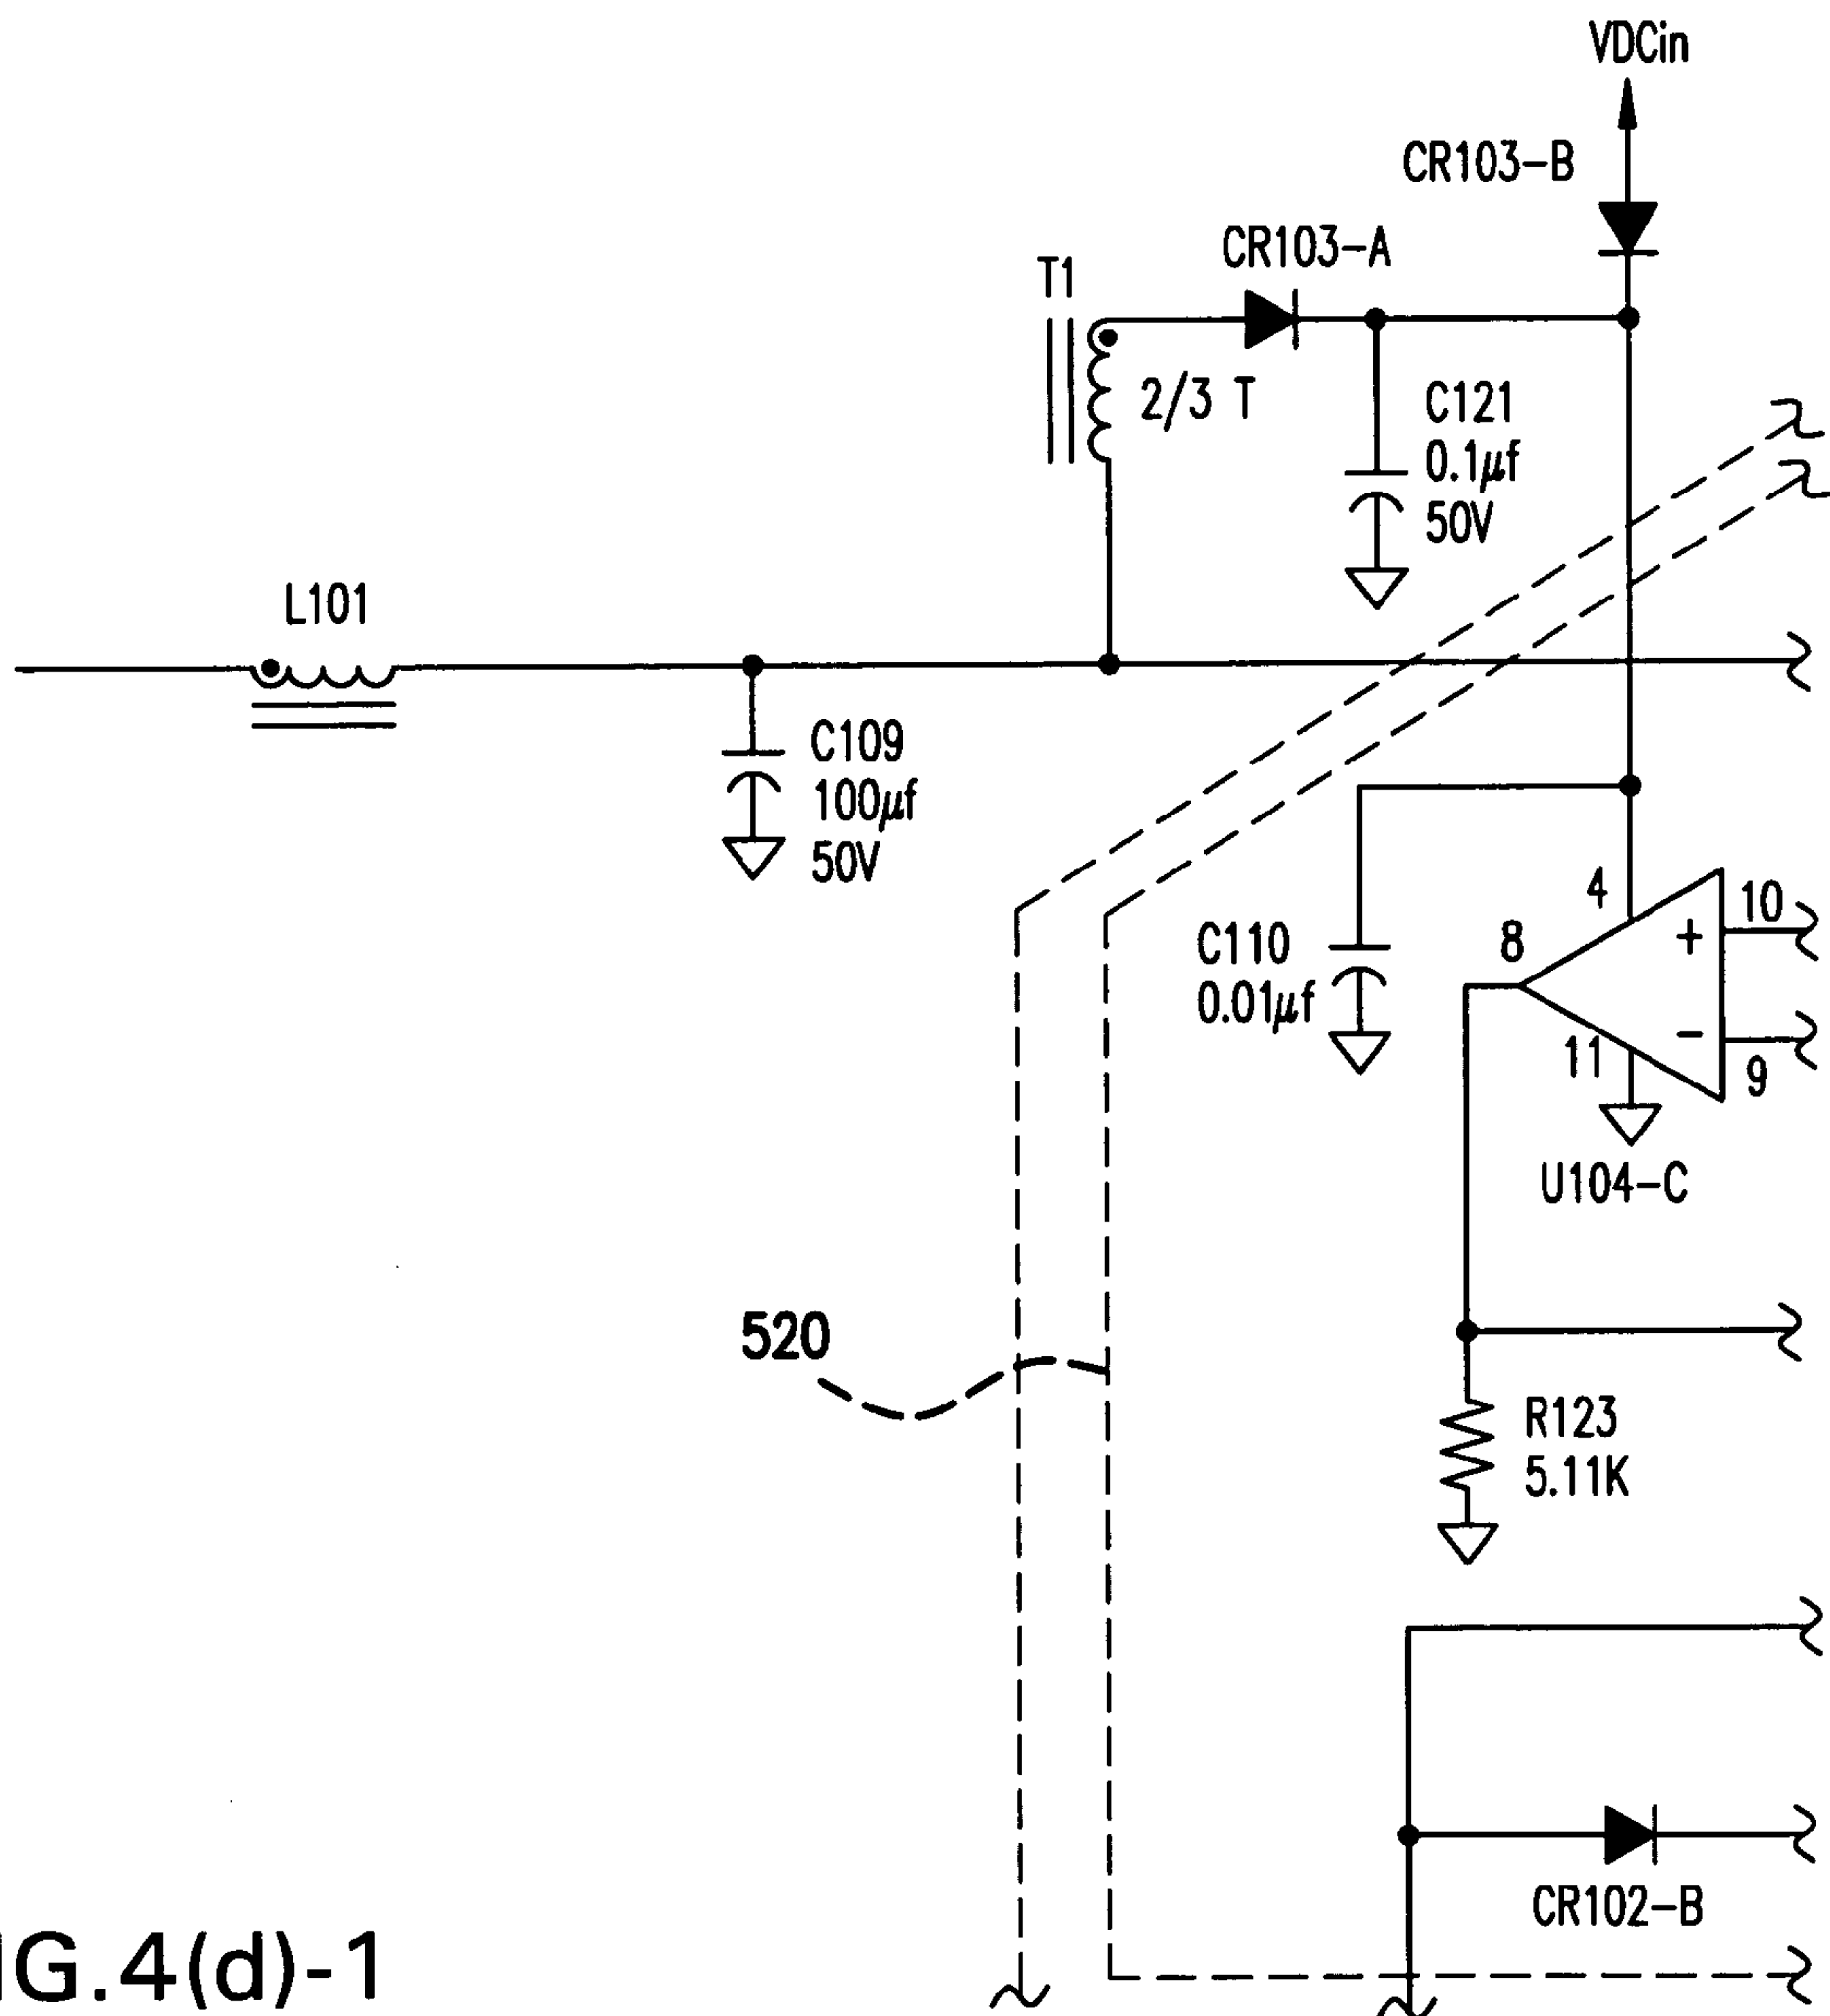 VDCin
CR103-B
CR103-A
T1
2/3 T
C121
0.1µf
50V
L101
C109
100µf
50V
4
10
+
8
C110
0.01µf
11
-
9
U104-C
520
R123
5.11K
CR102-B
IG.4(d)-1